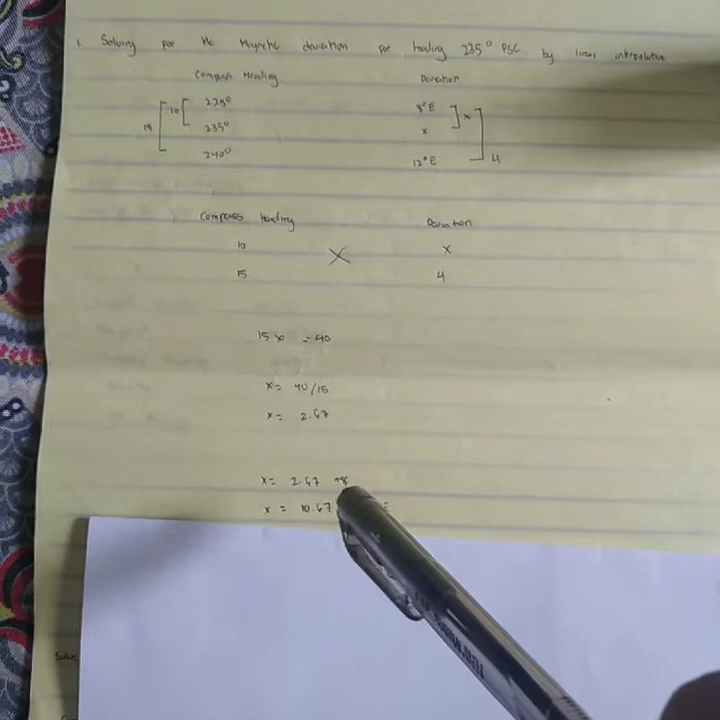 1. Solving for the Magnetic deviation for heading 235° PSC by linear interpolation
Compass Heading Deviation
225° 8°E
15 10 235° x x
240° 12°E 4
Compass Heading Deviation
10 x
15 4
15x = 40
x = 40/15
x = 2.67
x = 2.67 +8
x = 10.67 E